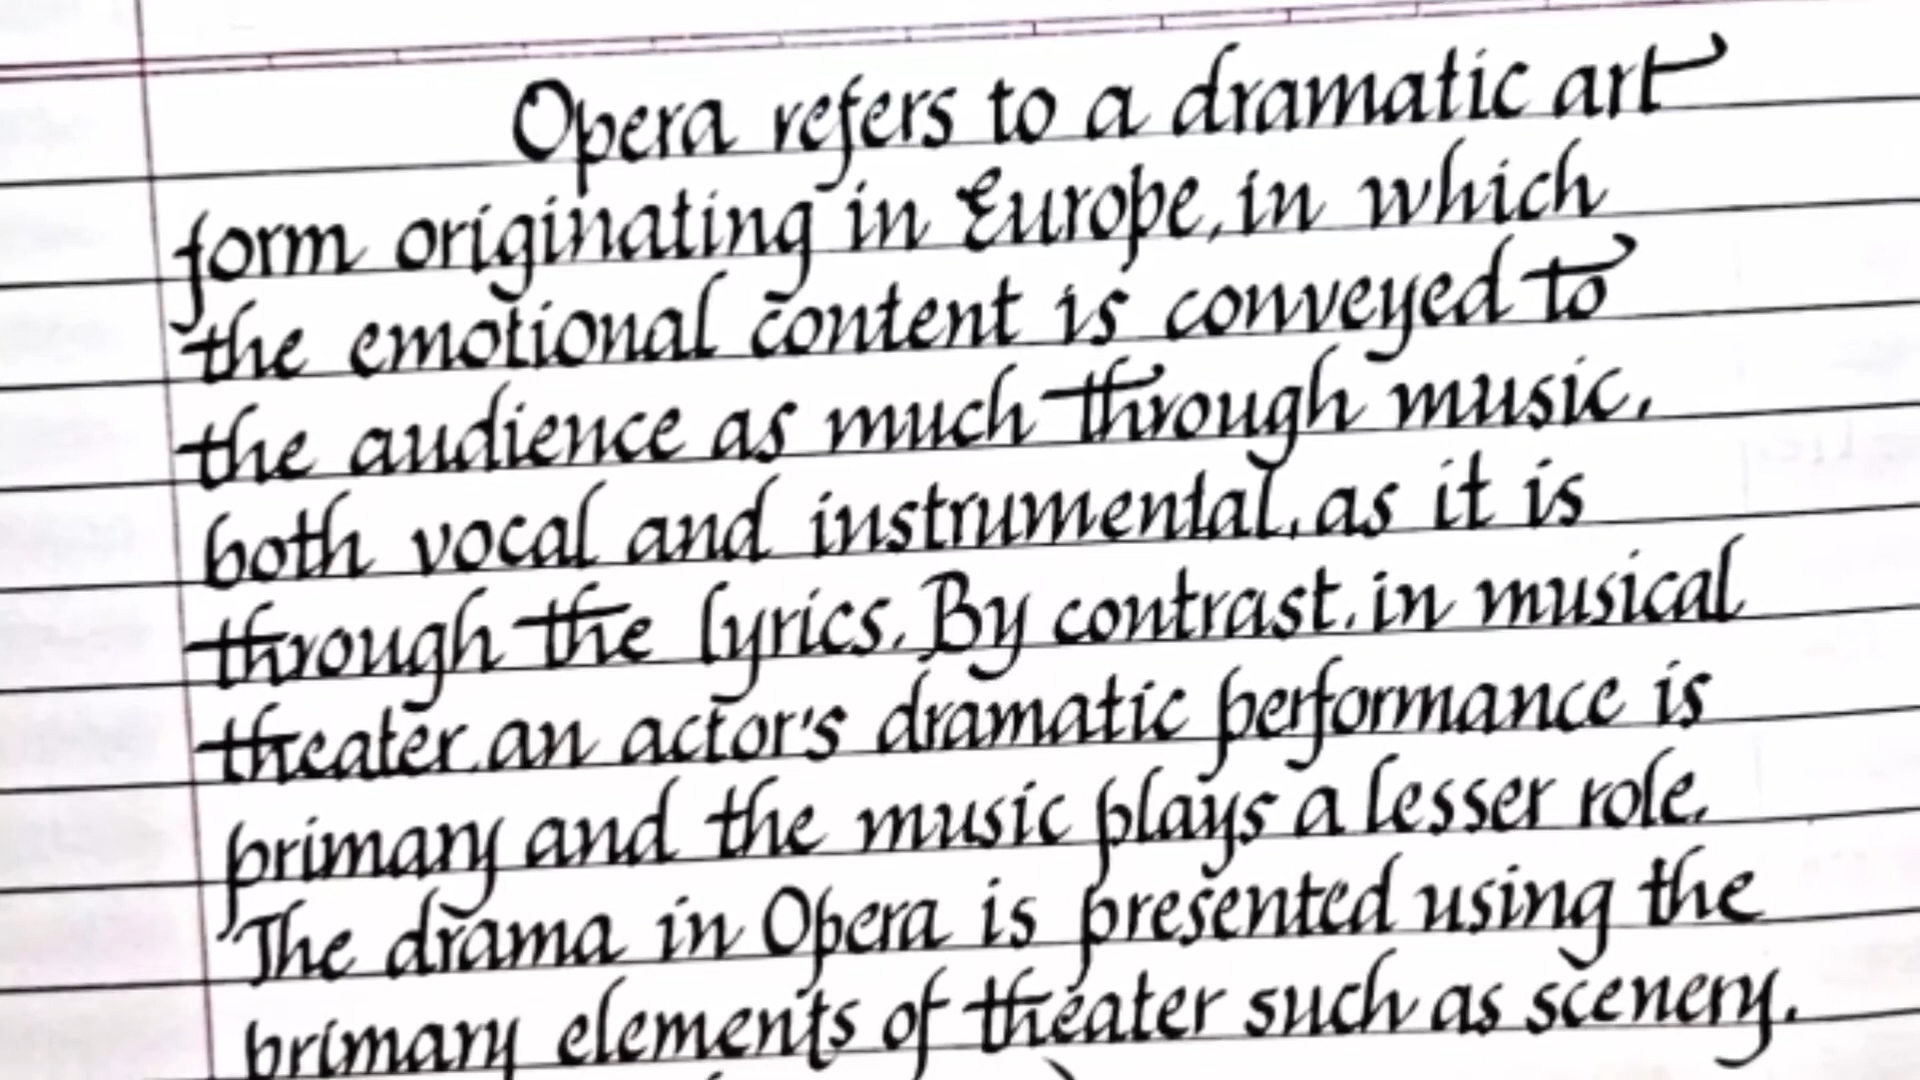 Opera refers to a dramatic art
form originating in Europe, in which
the emotional content is conveyed to
the audience as much through music,
both vocal and instrumental, as it is
through the lyrics. By contrast, in musical
theater, an actor's dramatic performance is
primary and the music plays a lesser role.
The drama in Opera is presented using the
primary elements of theater such as scenery,